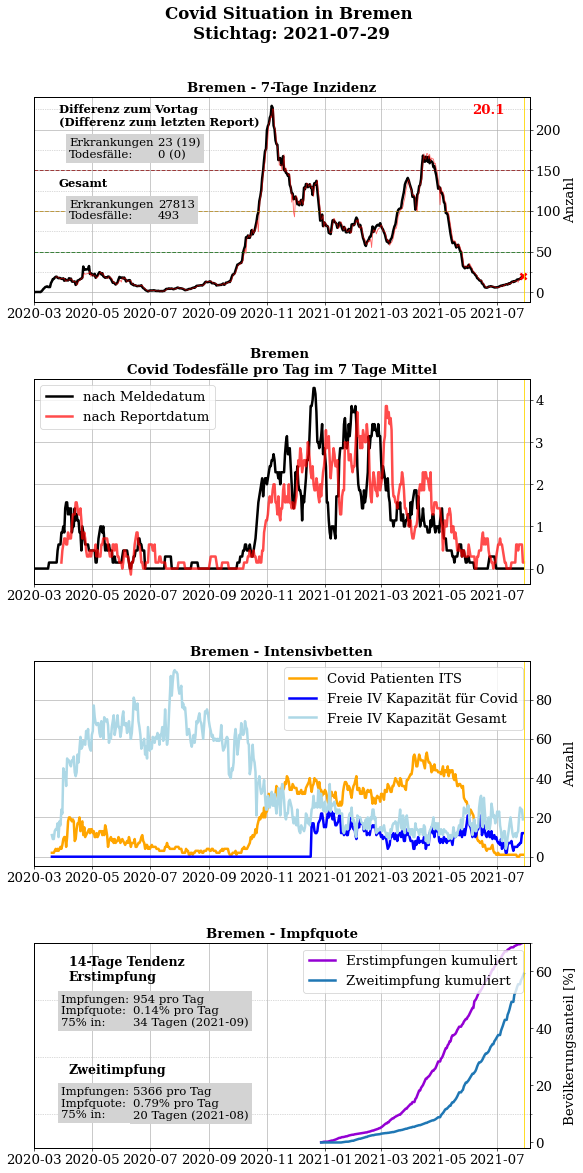 Covid Situation in Bremen
Stichtag: 2021-07-29
Bremen - 7-Tage Inzidenz
Differenz zum Vortag
(Differenz zum letzten Report)
Erkrankungen 23 (19)
Todesfälle: 0 (0)
Gesamt
Erkrankungen 27813
Todesfälle: 493
20.1
200
150
100
50
0
Anzahl
2020-03 2020-05 2020-07 2020-09 2020-11 2021-01 2021-03 2021-05 2021-07
Bremen
Covid Todesfälle pro Tag im 7 Tage Mittel
nach Meldedatum
nach Reportdatum
4
3
2
1
0
2020-03 2020-05 2020-07 2020-09 2020-11 2021-01 2021-03 2021-05 2021-07
Bremen - Intensivbetten
Covid Patienten ITS
Freie IV Kapazität für Covid
Freie IV Kapazität Gesamt
80
60
40
20
0
Anzahl
2020-03 2020-05 2020-07 2020-09 2020-11 2021-01 2021-03 2021-05 2021-07
Bremen - Impfquote
14-Tage Tendenz
Erstimpfung
Impfungen: 954 pro Tag
Impfquote: 0.14% pro Tag
75% in: 34 Tagen (2021-09)
Zweitimpfung
Impfungen: 5366 pro Tag
Impfquote: 0.79% pro Tag
75% in: 20 Tagen (2021-08)
Erstimpfungen kumuliert
Zweitimpfung kumuliert
60
40
20
0
Bevölkerungsanteil [%]
2020-03 2020-05 2020-07 2020-09 2020-11 2021-01 2021-03 2021-05 2021-07